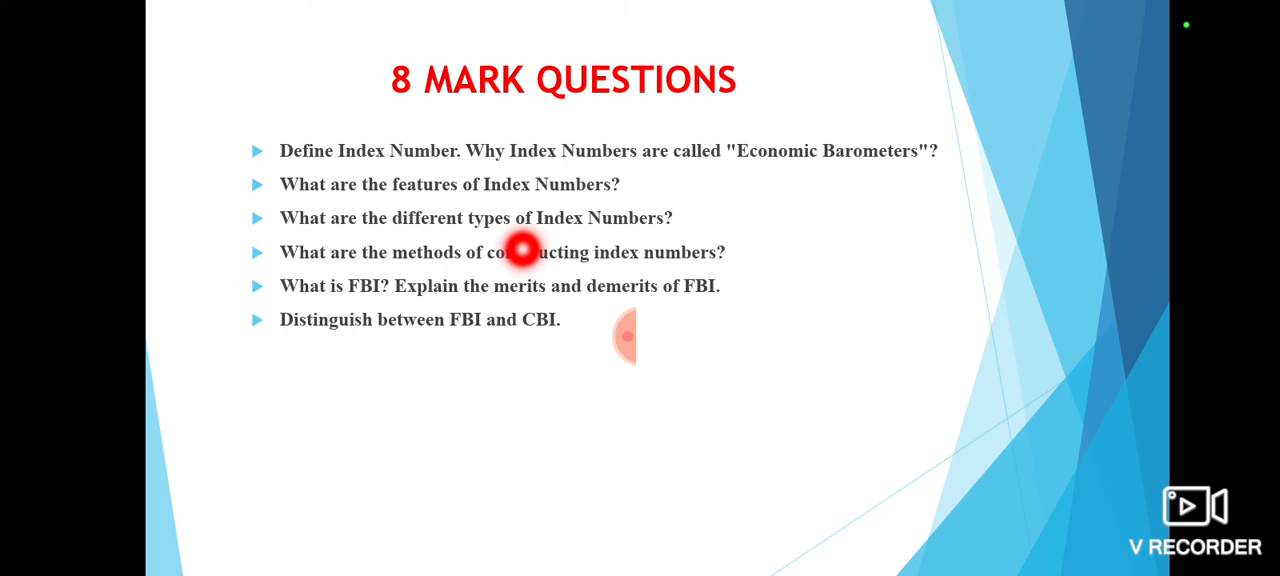 8 MARK QUESTIONS
Define Index Number. Why Index Numbers are called "Economic Barometers"?
What are the features of Index Numbers?
What are the different types of Index Numbers?
What are the methods of index numbers?
What is FBI? Explain the merits and demerits of FBI.
Distinguish between FBI and CBI.
V RECORDER